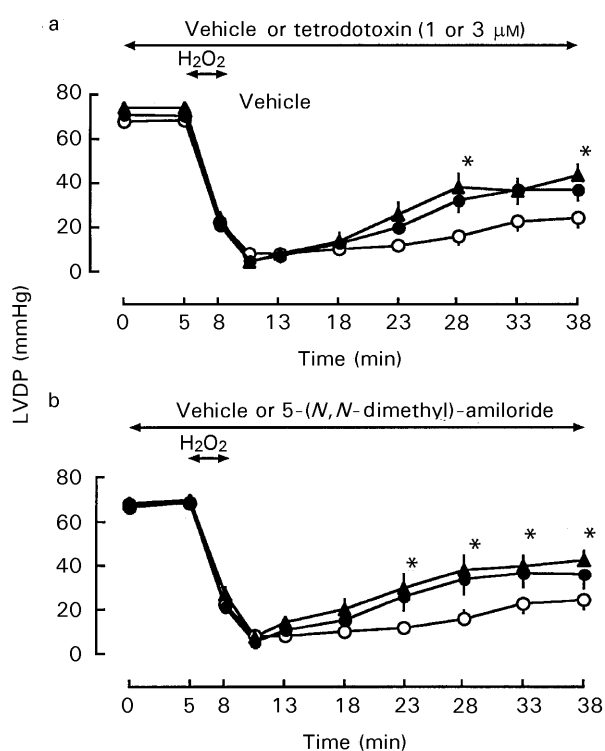 a
Vehicle or tetrodotoxin (1 or 3 μM)
H2O2
Vehicle
80
60
40
20
0
*
*
0 5 8 13 18 23 28 33 38
Time (min)
LVDP (mmHg)
b
Vehicle or 5-(N,N-dimethyl)-amiloride
H2O2
80
60
40
20
0
* * * *
0 5 8 13 18 23 28 33 38
Time (min)